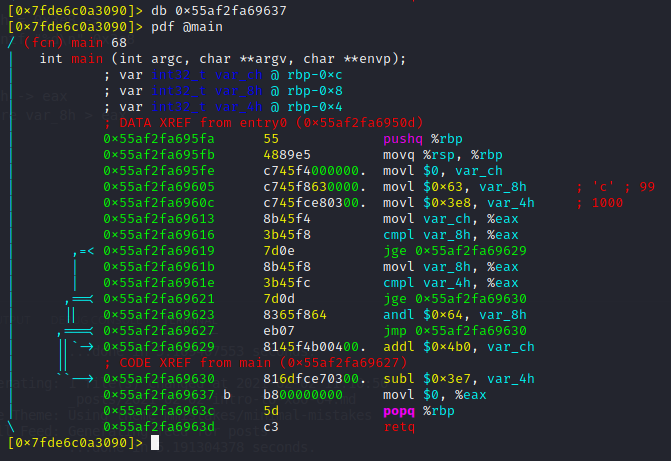 [0×7fde6c0a3090]> db 0×55af2fa69637
[0×7fde6c0a3090]> pdf @main
/ (fcn) main 68
| int main (int argc, char **argv, char **envp);
| ; var int32_t var_ch @ rbp-0×c
| ; var int32_t var_8h @ rbp-0×8
| ; var int32_t var_4h @ rbp-0×4
| ; DATA XREF from entry0 (0×55af2fa6950d)
| 0×55af2fa695fa 55 pushq %rbp
| 0×55af2fa695fb 4889e5 movq %rsp, %rbp
| 0×55af2fa695fe c745f4000000. movl $0, var_ch
| 0×55af2fa69605 c745f8630000. movl $0×63, var_8h ; 'c' ; 99
| 0×55af2fa6960c c745fce80300. movl $0×3e8, var_4h ; 1000
| 0×55af2fa69613 8b45f4 movl var_ch, %eax
| 0×55af2fa69616 3b45f8 cmpl var_8h, %eax
| ,=< 0×55af2fa69619 7d0e jge 0×55af2fa69629
| | 0×55af2fa6961b 8b45f8 movl var_8h, %eax
| | 0×55af2fa6961e 3b45fc cmpl var_4h, %eax
| ,==< 0×55af2fa69621 7d0d jge 0×55af2fa69630
| || 0×55af2fa69623 8365f864 andl $0×64, var_8h
| ,===< 0×55af2fa69627 eb07 jmp 0×55af2fa69630
| ||`-> 0×55af2fa69629 8145f4b00400. addl $0×4b0, var_ch
| || ; CODE XREF from main (0×55af2fa69627)
| ``--> 0×55af2fa69630 816dfce70300. subl $0×3e7, var_4h
| 0×55af2fa69637 b b800000000 movl $0, %eax
| 0×55af2fa6963c 5d popq %rbp
\ 0×55af2fa6963d c3 retq
[0×7fde6c0a3090]>